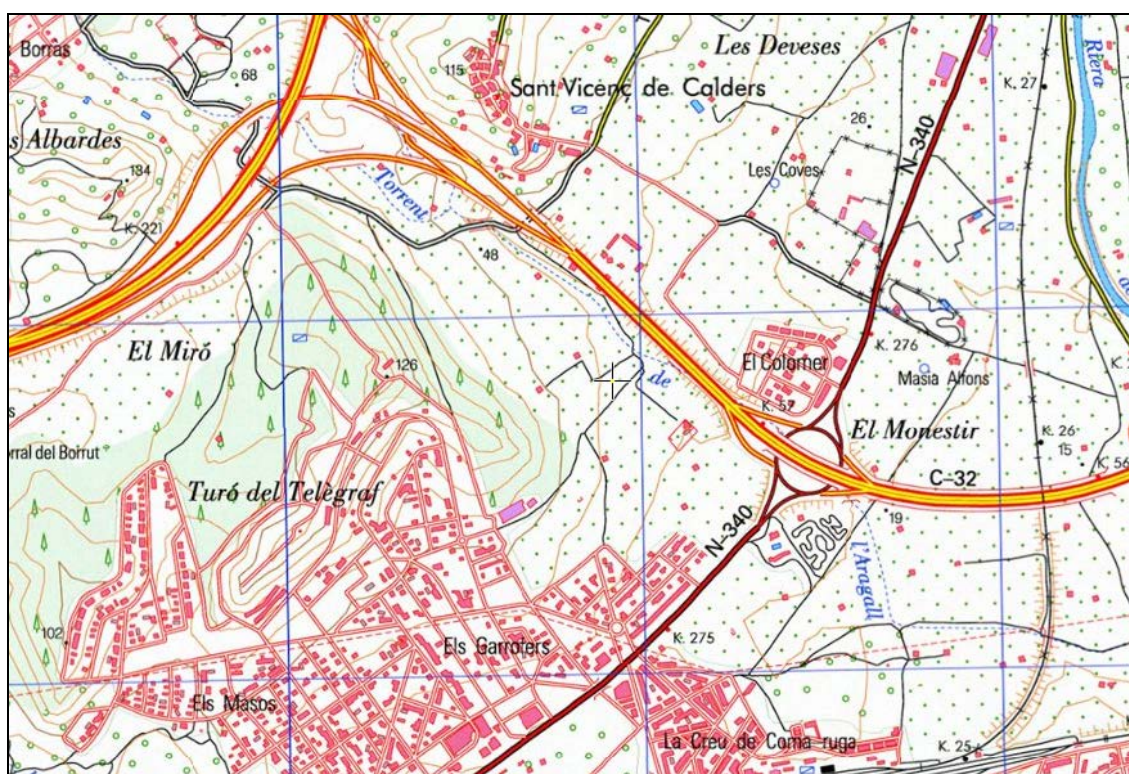 Borras
68
115
Les Deveses
Sant Vicenç de Calders
K. 27
Riera
s Albardes
26
N-340
184
Les Coves
Torrent
K. 221
48
El Miró
K. 276
El Colomer
126
de
Masia Alfons
K. 57
El Monestir
K. 26
15
rral del Borrut
K. 56
C-32
Turó del Telègraf
19
N-340
l'Aragall
102
K. 275
Els Garrofers
Els Masos
La Creu de Coma-ruga
K. 25